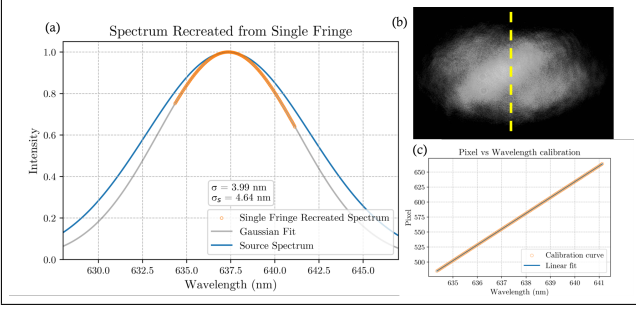 (a)
Spectrum Recreated from Single Fringe
1.0
0.8
0.6
0.4
0.2
0.0
Intensity
σ = 3.99 nm
σs = 4.64 nm
Single Fringe Recreated Spectrum
Gaussian Fit
Source Spectrum
630.0 632.5 635.0 637.5 640.0 642.5 645.0
Wavelength (nm)
(b)
(c)
Pixel vs Wavelength calibration
650
625
600
575
550
525
500
Pixel
Calibration curve
Linear fit
635 636 637 638 639 640 641
Wavelength (nm)